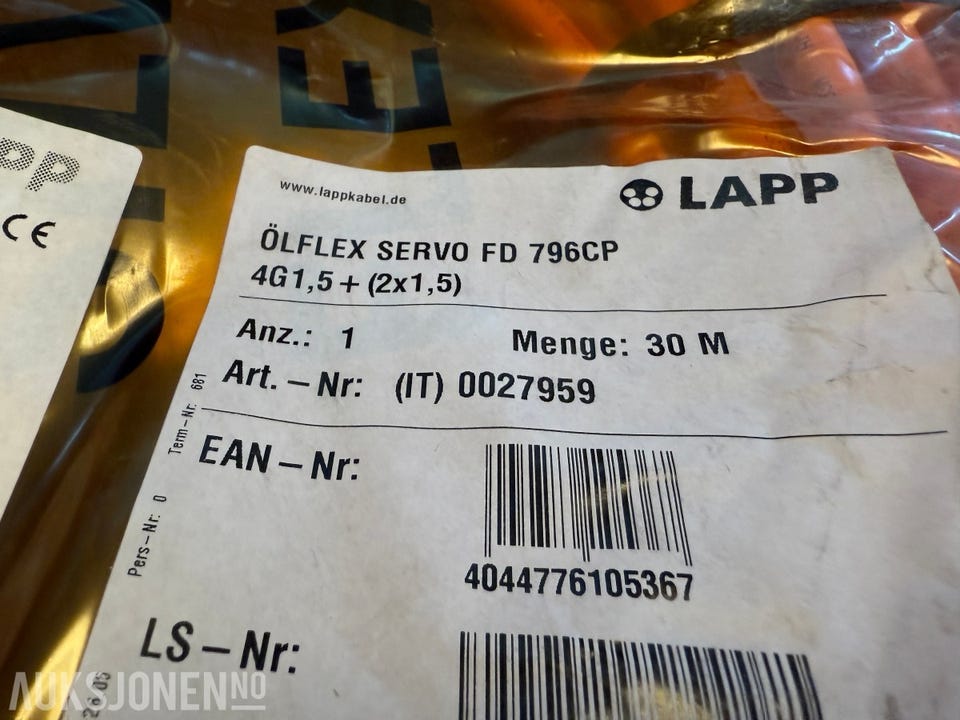 www.lappkabel.de
LAPP
ÖLFLEX SERVO FD 796CP
4G1,5 + (2x1,5)
Anz.: 1 Menge: 30 M
Art. – Nr: (IT) 0027959
EAN – Nr:
4044776105367
LS – Nr:
Term–Nr: 681
Pers–Nr: 0
CE
AUKSJONEN NO